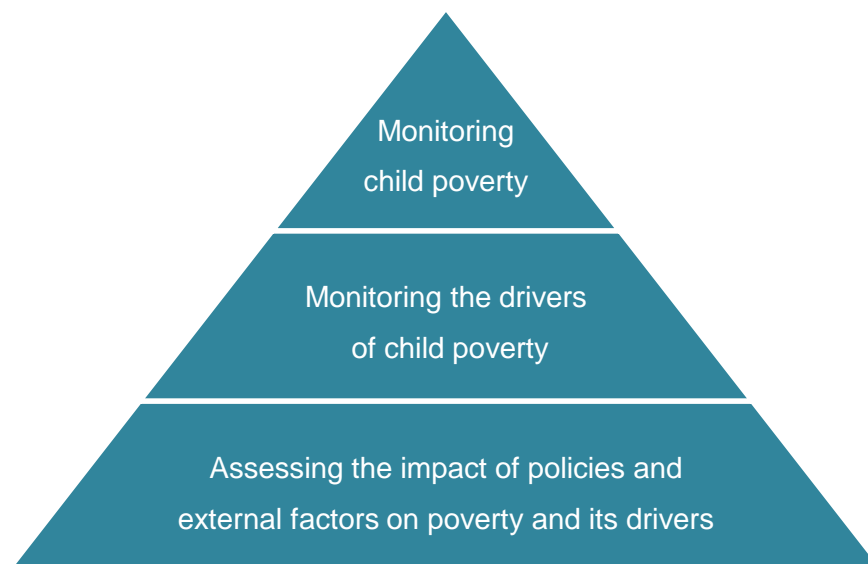 Monitoring
child poverty
Monitoring the drivers
of child poverty
Assessing the impact of policies and
external factors on poverty and its drivers